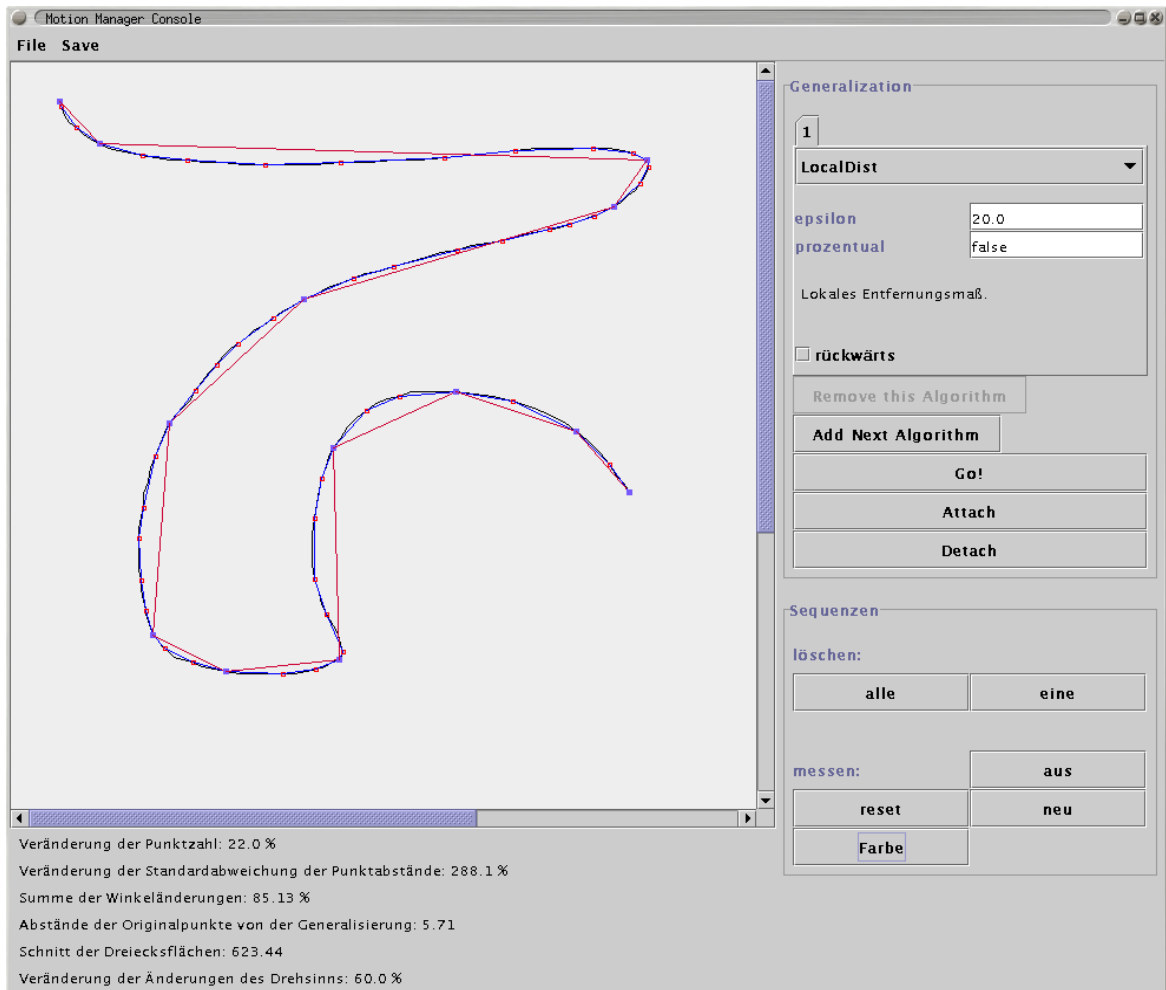 Motion Manager Console
File Save
Generalization
1
LocalDist
epsilon 20.0
prozentual false
Lokales Entfernungsmaß.
rückwärts
Remove this Algorithm
Add Next Algorithm
Go!
Attach
Detach
Sequenzen
löschen:
alle eine
messen: aus
reset neu
Farbe
Veränderung der Punktzahl: 22.0 %
Veränderung der Standardabweichung der Punktabstände: 288.1 %
Summe der Winkeländerungen: 85.13 %
Abstände der Originalpunkte von der Generalisierung: 5.71
Schnitt der Dreiecksflächen: 623.44
Veränderung der Änderungen des Drehsinns: 60.0 %